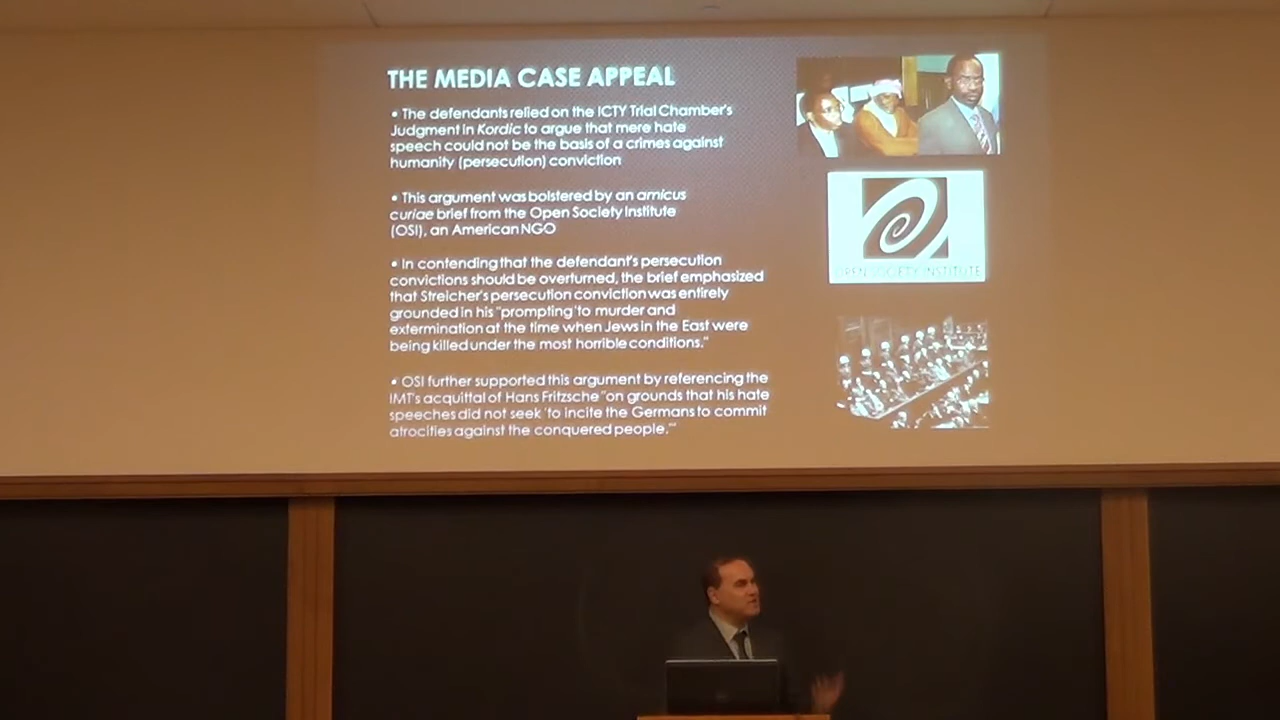 THE MEDIA CASE APPEAL
• The defendants relied on the ICTY Trial Chamber's
Judgment in Kordic to argue that mere hate
speech could not be the basis of a crimes against
humanity (persecution) conviction
• This argument was bolstered by an amicus
curiae brief from the Open Society Institute
(OSI), an American NGO
• In contending that the defendant's persecution
convictions should be overturned, the brief emphasized
that Streicher's persecution conviction was entirely
grounded in his "prompting 'to murder and
extermination at the time when Jews in the East were
being killed under the most horrible conditions."
• OSI further supported this argument by referencing the
IMT's acquittal of Hans Fritzsche "on grounds that his hate
speeches did not seek 'to incite the Germans to commit
atrocities against the conquered people.'"
OPEN SOCIETY INSTITUTE